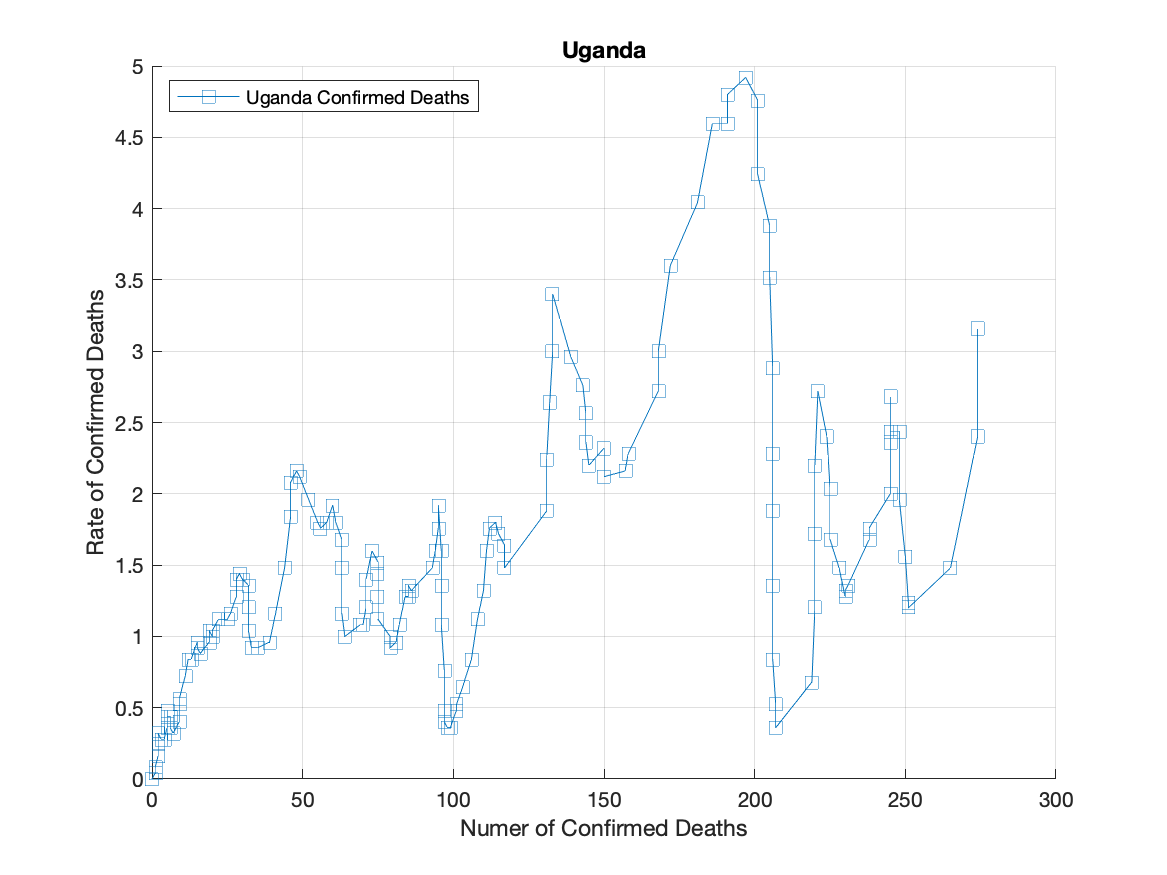 Uganda
Uganda Confirmed Deaths
5
4.5
4
3.5
3
2.5
2
1.5
1
0.5
0
Rate of Confirmed Deaths
0 50 100 150 200 250 300
Numer of Confirmed Deaths